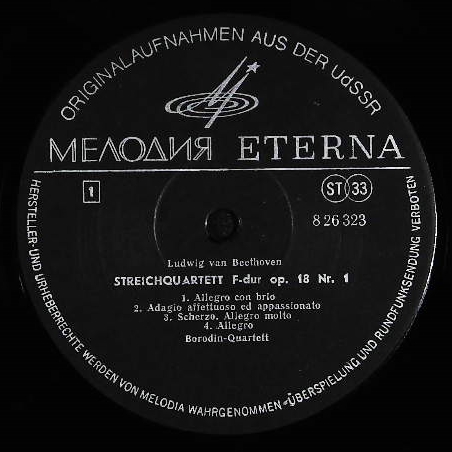 ORIGINALAUFNAHMEN AUS DER UdSSR
МЕЛОДИЯ ETERNA
1
ST 33
8 26 323
Ludwig van Beethoven
STREICHQUARTETT F-dur op. 18 Nr. 1
1. Allegro con brio
2. Adagio affettuoso ed appassionato
3. Scherzo. Allegro molto
4. Allegro
Borodin-Quartett
HERSTELLER- UND URHEBERRECHTE WERDEN VON MELODIA WAHRGENOMMEN - ÜBERSPIELUNG UND RUNDFUNKSENDUNG VERBOTEN